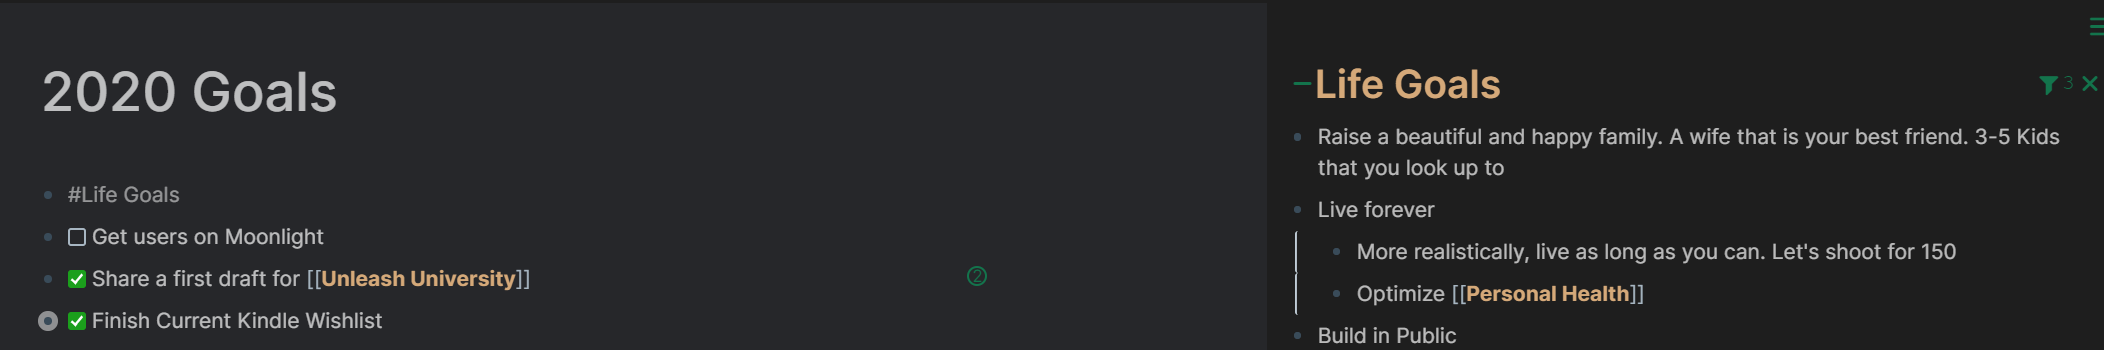 2020 Goals
#Life Goals
Get users on Moonlight
Share a first draft for [[Unleash University]]
2
Finish Current Kindle Wishlist
Life Goals
3
Raise a beautiful and happy family. A wife that is your best friend. 3-5 Kids
that you look up to
Live forever
More realistically, live as long as you can. Let's shoot for 150
Optimize [[Personal Health]]
Build in Public